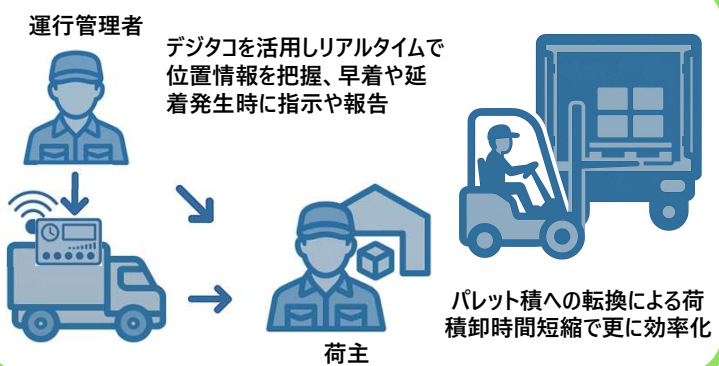 運行管理者
デジタコを活用しリアルタイムで
位置情報を把握、早着や延
着発生時に指示や報告
荷主
パレット積への転換による荷
積卸時間短縮で更に効率化